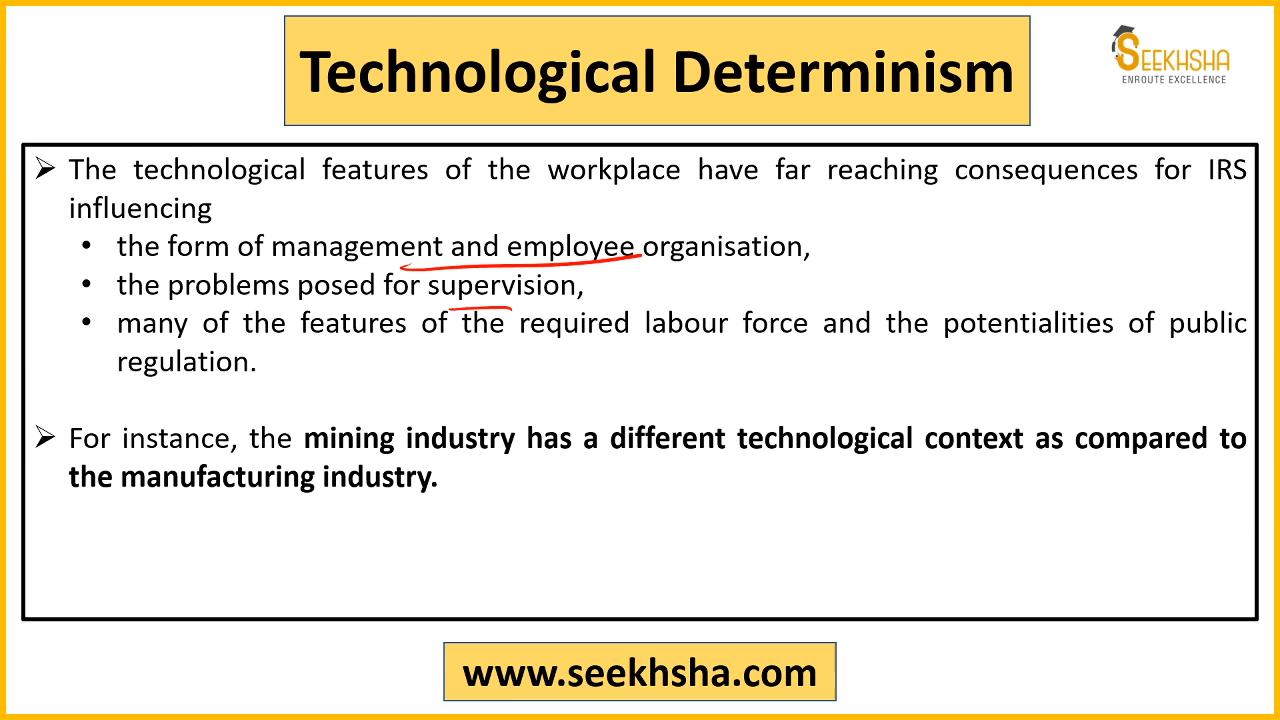 Technological Determinism
SEEKHSHA
ENROUTE EXCELLENCE
➢ The technological features of the workplace have far reaching consequences for IRS
influencing
• the form of management and employee organisation,
• the problems posed for supervision,
• many of the features of the required labour force and the potentialities of public
regulation.
➢ For instance, the mining industry has a different technological context as compared to
the manufacturing industry.
www.seekhsha.com